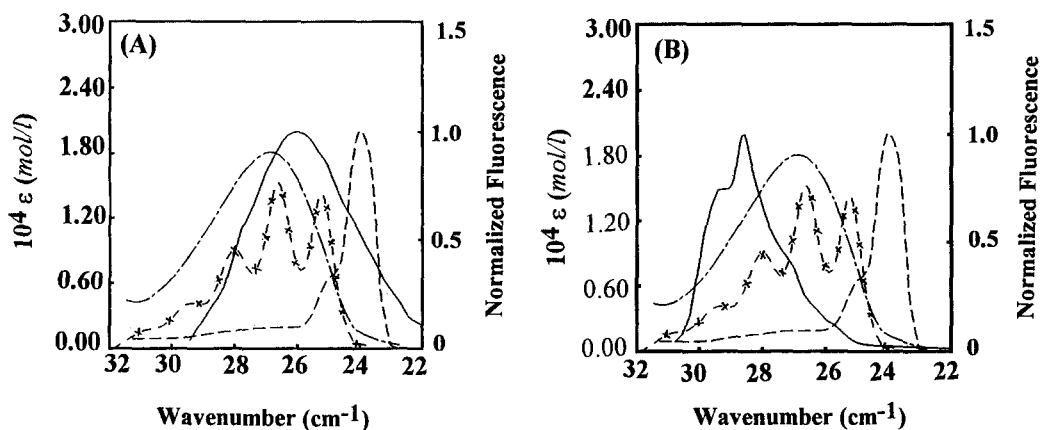 (A)
3.00
2.40
1.80
1.20
0.60
0.00
10⁴ ε (mol/l)
32 30 28 26 24 22
Wavenumber (cm⁻¹)
1.5
1.0
0.5
0
Normalized Fluorescence
(B)
3.00
2.40
1.80
1.20
0.60
0.00
10⁴ ε (mol/l)
32 30 28 26 24 22
Wavenumber (cm⁻¹)
1.5
1.0
0.5
0
Normalized Fluorescence